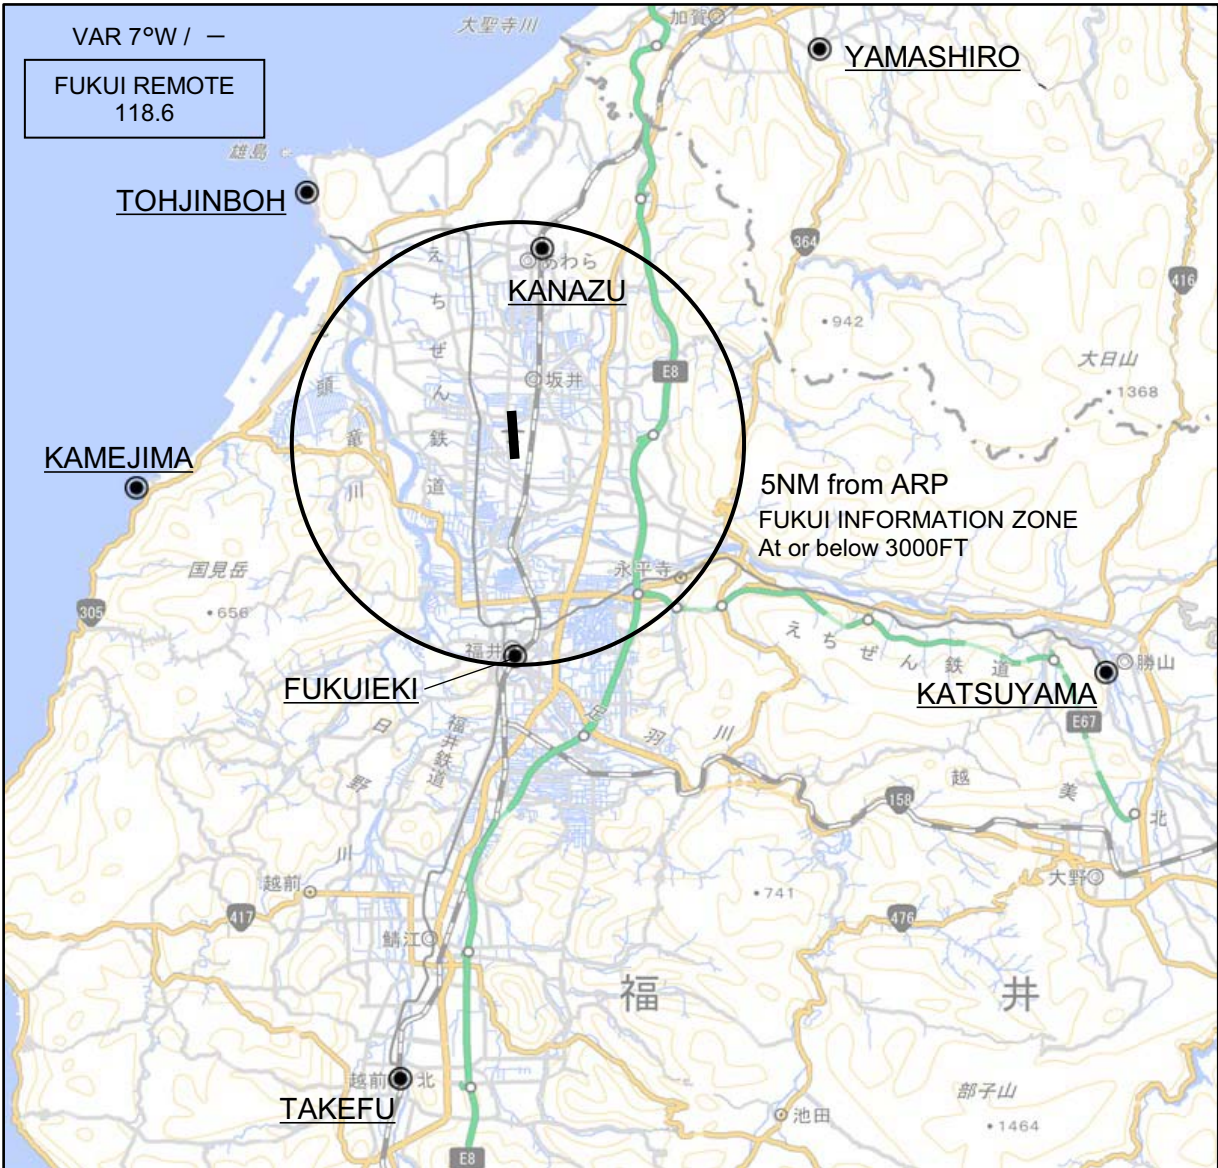 VAR 7°W / −
FUKUI REMOTE
118.6
大聖寺川
加賀
YAMASHIRO
雄島
TOHJINBOH
364
416
あわら
KANAZU
えちぜん鉄道
942
大日山
1368
E8
坂井
九頭竜川
KAMEJIMA
5NM from ARP
FUKUI INFORMATION ZONE
At or below 3000FT
国見岳
656
305
永平寺
えちぜん鉄道
勝山
福井
FUKUIEKI
KATSUYAMA
E67
足羽川
日野川
福井鉄道
越美北
158
越前
417
大野
741
476
鯖江
福井
越前
北
TAKEFU
部子山
1464
池田
E8